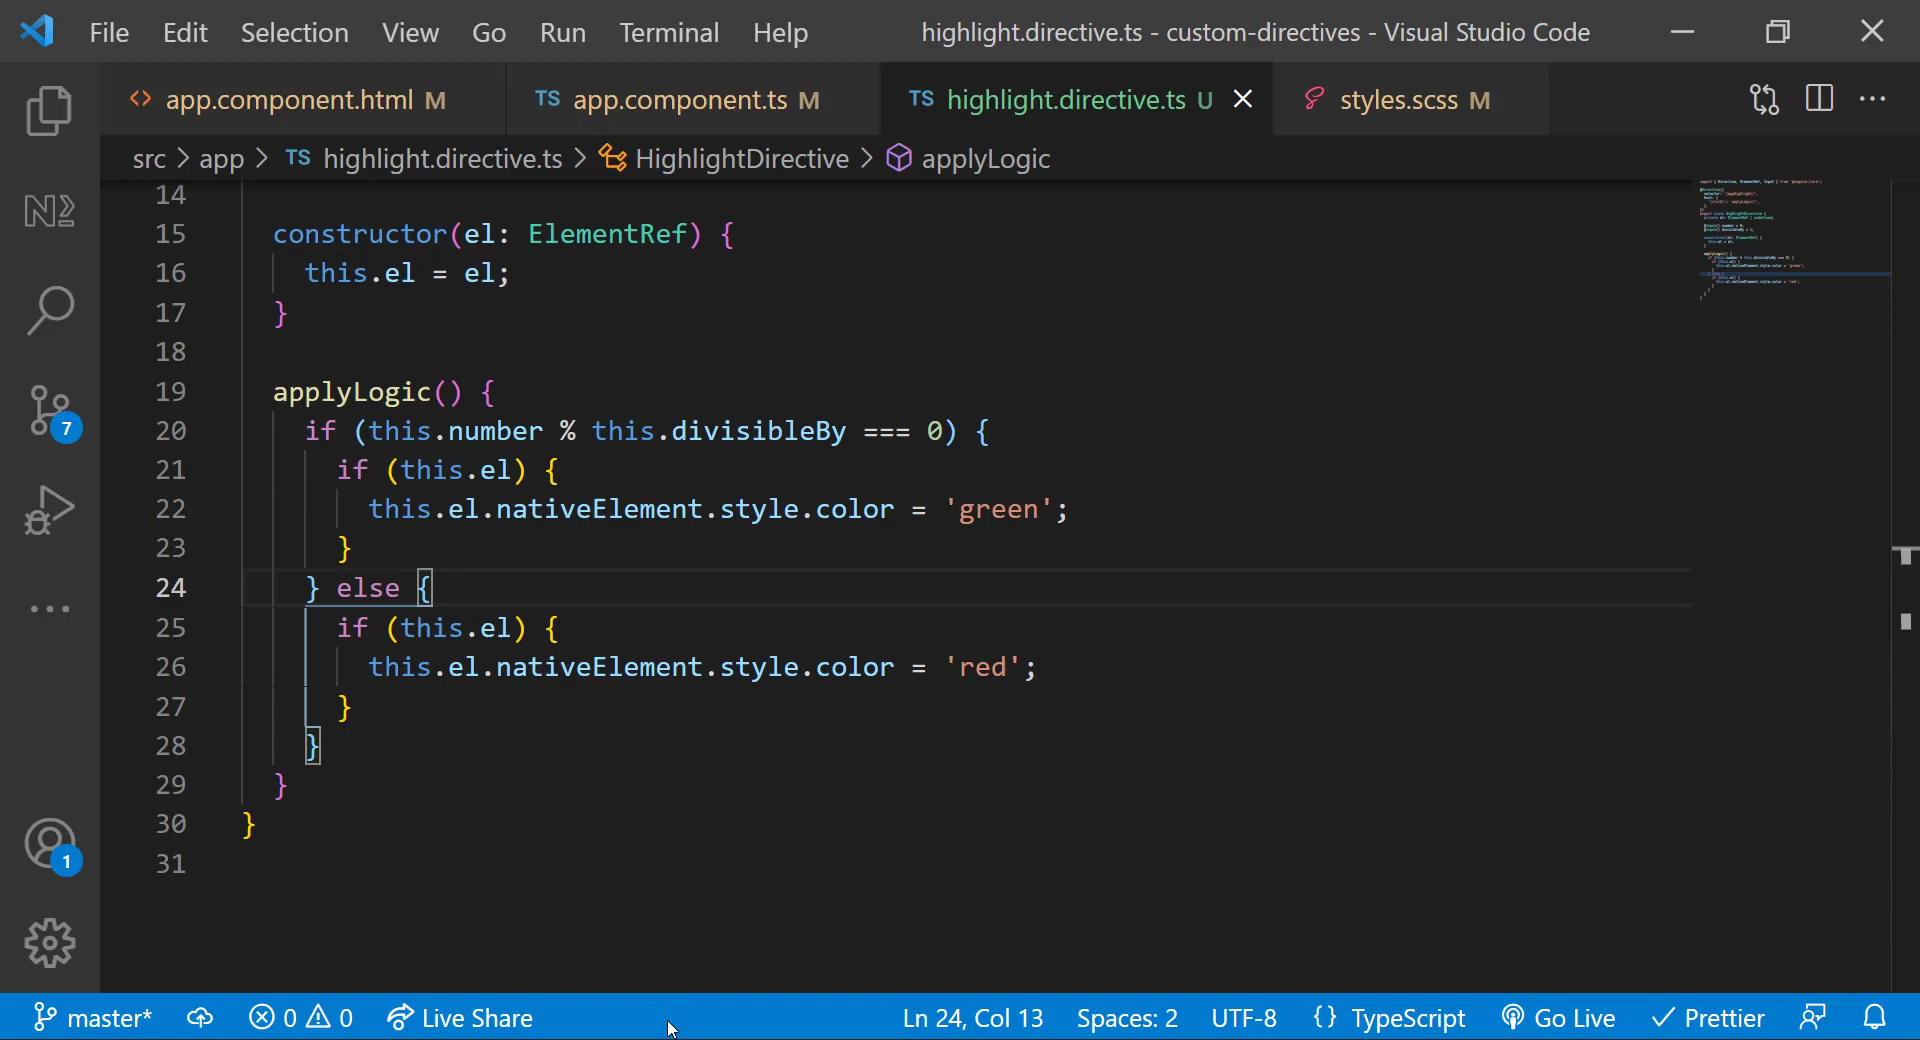 File Edit Selection View Go Run Terminal Help highlight.directive.ts - custom-directives - Visual Studio Code
<> app.component.html M TS app.component.ts M TS highlight.directive.ts U styles.scss M
src > app > TS highlight.directive.ts > HighlightDirective > applyLogic
14
15 constructor(el: ElementRef) {
16 this.el = el;
17 }
18
19 applyLogic() {
20 if (this.number % this.divisibleBy === 0) {
21 if (this.el) {
22 this.el.nativeElement.style.color = 'green';
23 }
24 } else {
25 if (this.el) {
26 this.el.nativeElement.style.color = 'red';
27 }
28 }
29 }
30 }
31
7
1
master* 0 0 Live Share Ln 24, Col 13 Spaces: 2 UTF-8 {} TypeScript Go Live Prettier